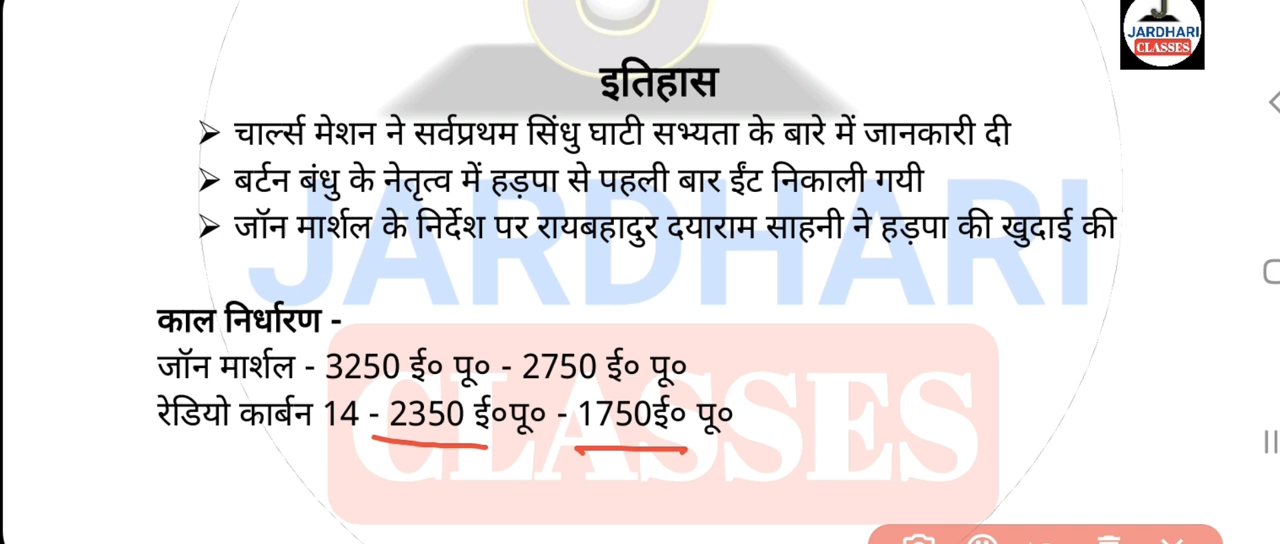 JARDHARI
CLASSES
इतिहास
➢ चार्ल्स मेशन ने सर्वप्रथम सिंधु घाटी सभ्यता के बारे में जानकारी दी
➢ बर्टन बंधु के नेतृत्व में हड़पा से पहली बार ईंट निकाली गयी
➢ जॉन मार्शल के निर्देश पर रायबहादुर दयाराम साहनी ने हड़पा की खुदाई की
JARDHARI
काल निर्धारण -
जॉन मार्शल - 3250 ई० पू० - 2750 ई० पू०
रेडियो कार्बन 14 - 2350 ई०पू० - 1750ई० पू०
CLASSES